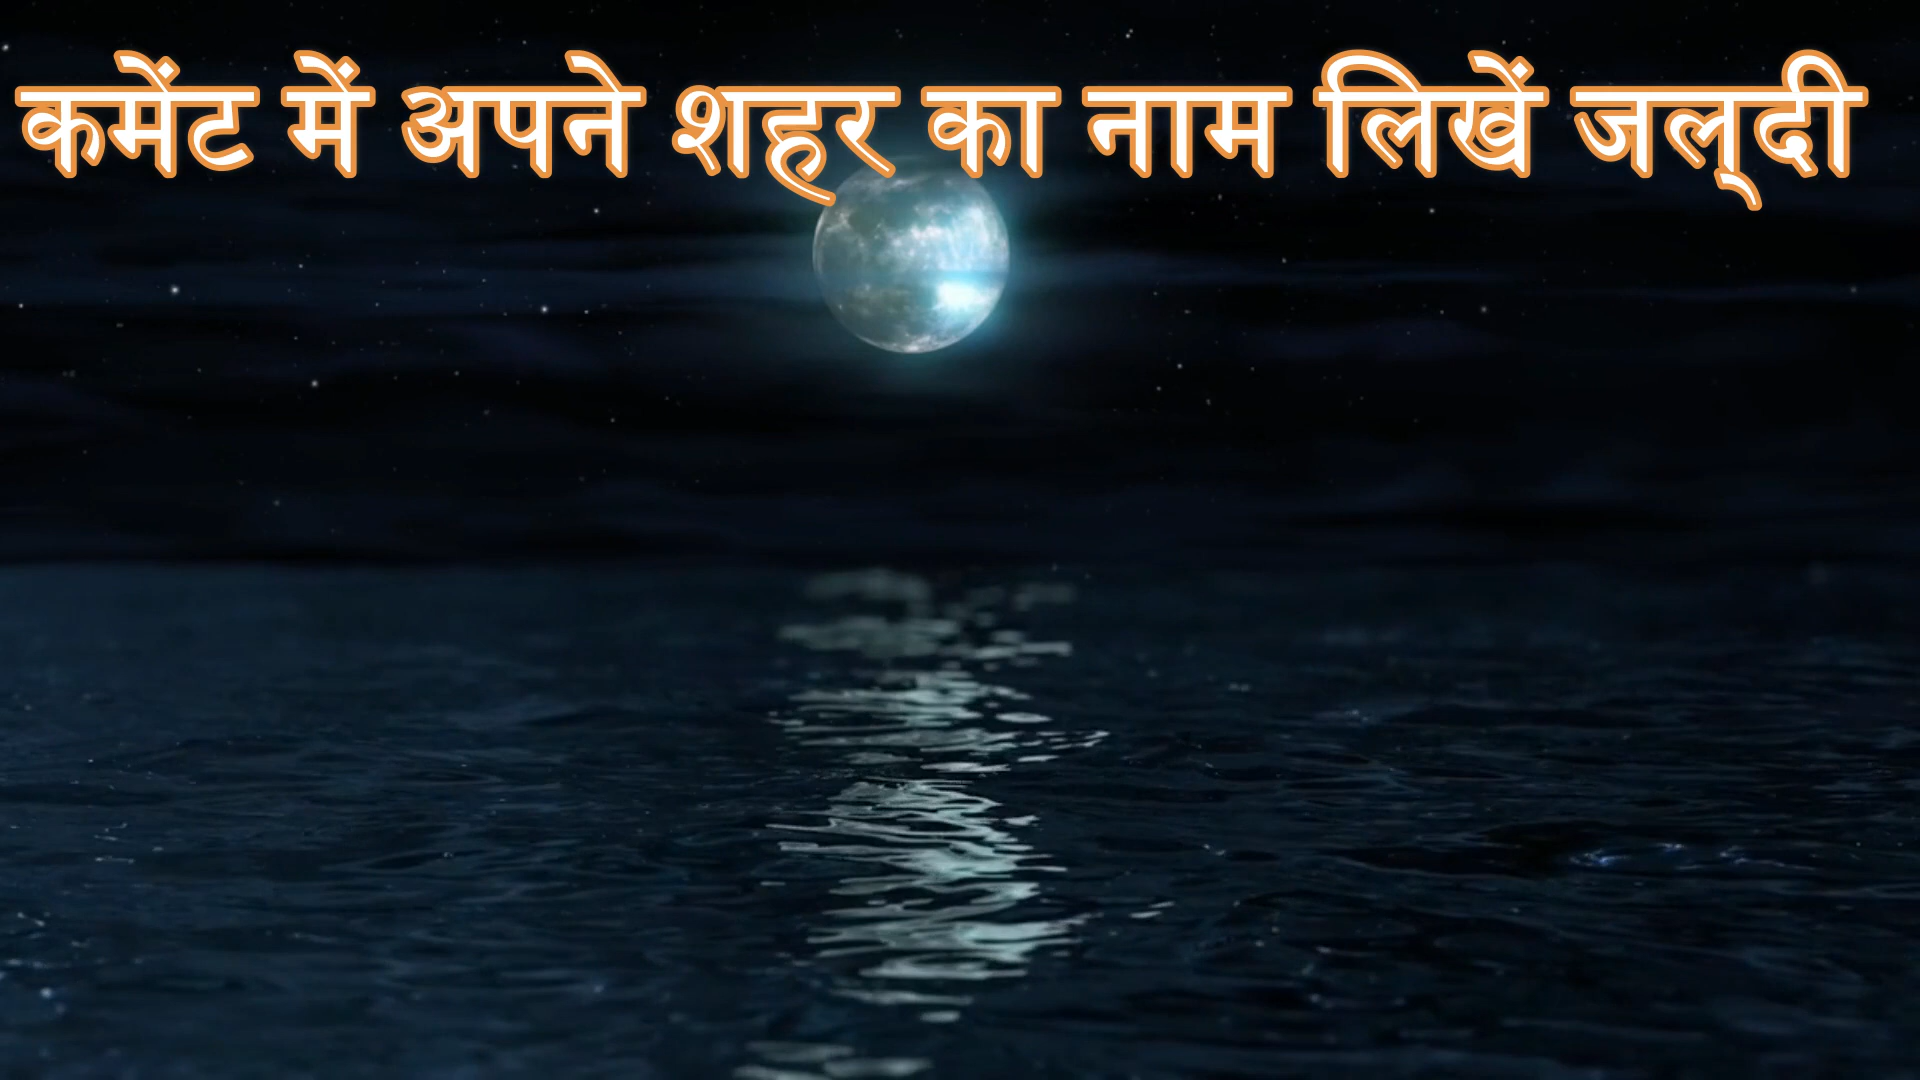 कमेंट में अपने शहर का नाम लिखें जल्‌दी